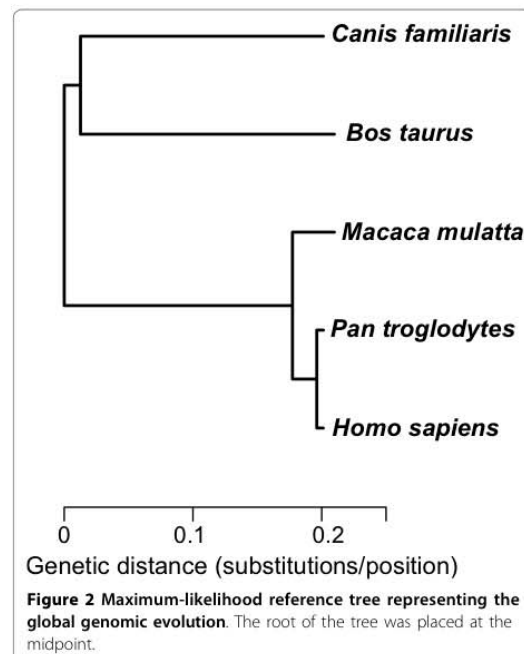 Canis familiaris
Bos taurus
Macaca mulatta
Pan troglodytes
Homo sapiens
0 0.1 0.2
Genetic distance (substitutions/position)
Figure 2 Maximum-likelihood reference tree representing the
global genomic evolution. The root of the tree was placed at the
midpoint.